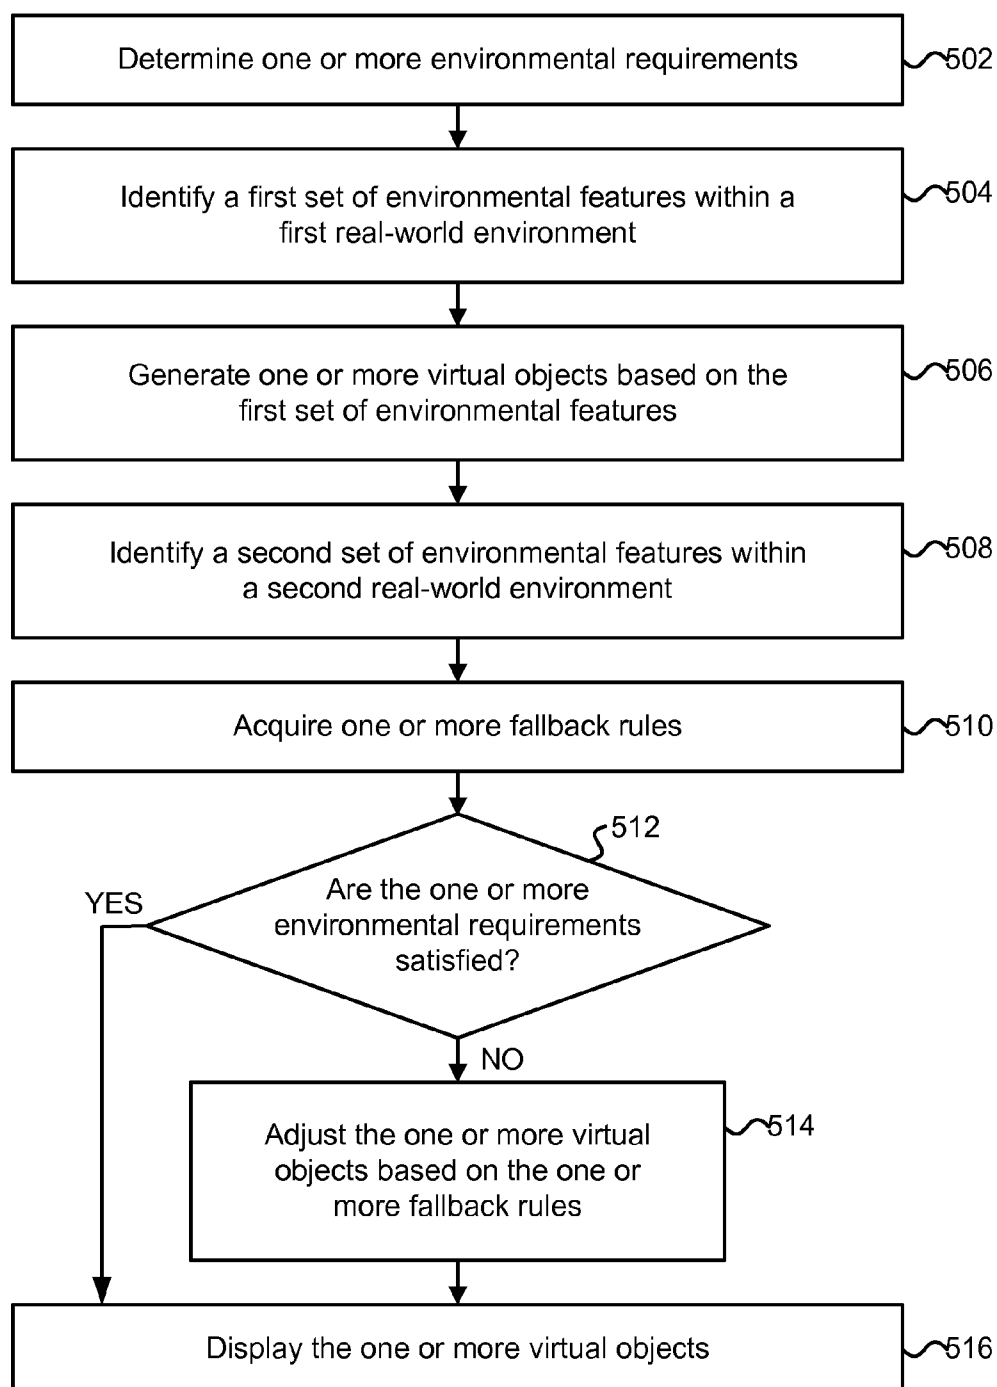 Determine one or more environmental requirements
502
Identify a first set of environmental features within a
first real-world environment
504
Generate one or more virtual objects based on the
first set of environmental features
506
Identify a second set of environmental features within
a second real-world environment
508
Acquire one or more fallback rules
510
512
Are the one or more
environmental requirements
satisfied?
YES
NO
Adjust the one or more virtual
objects based on the one or
more fallback rules
514
Display the one or more virtual objects
516